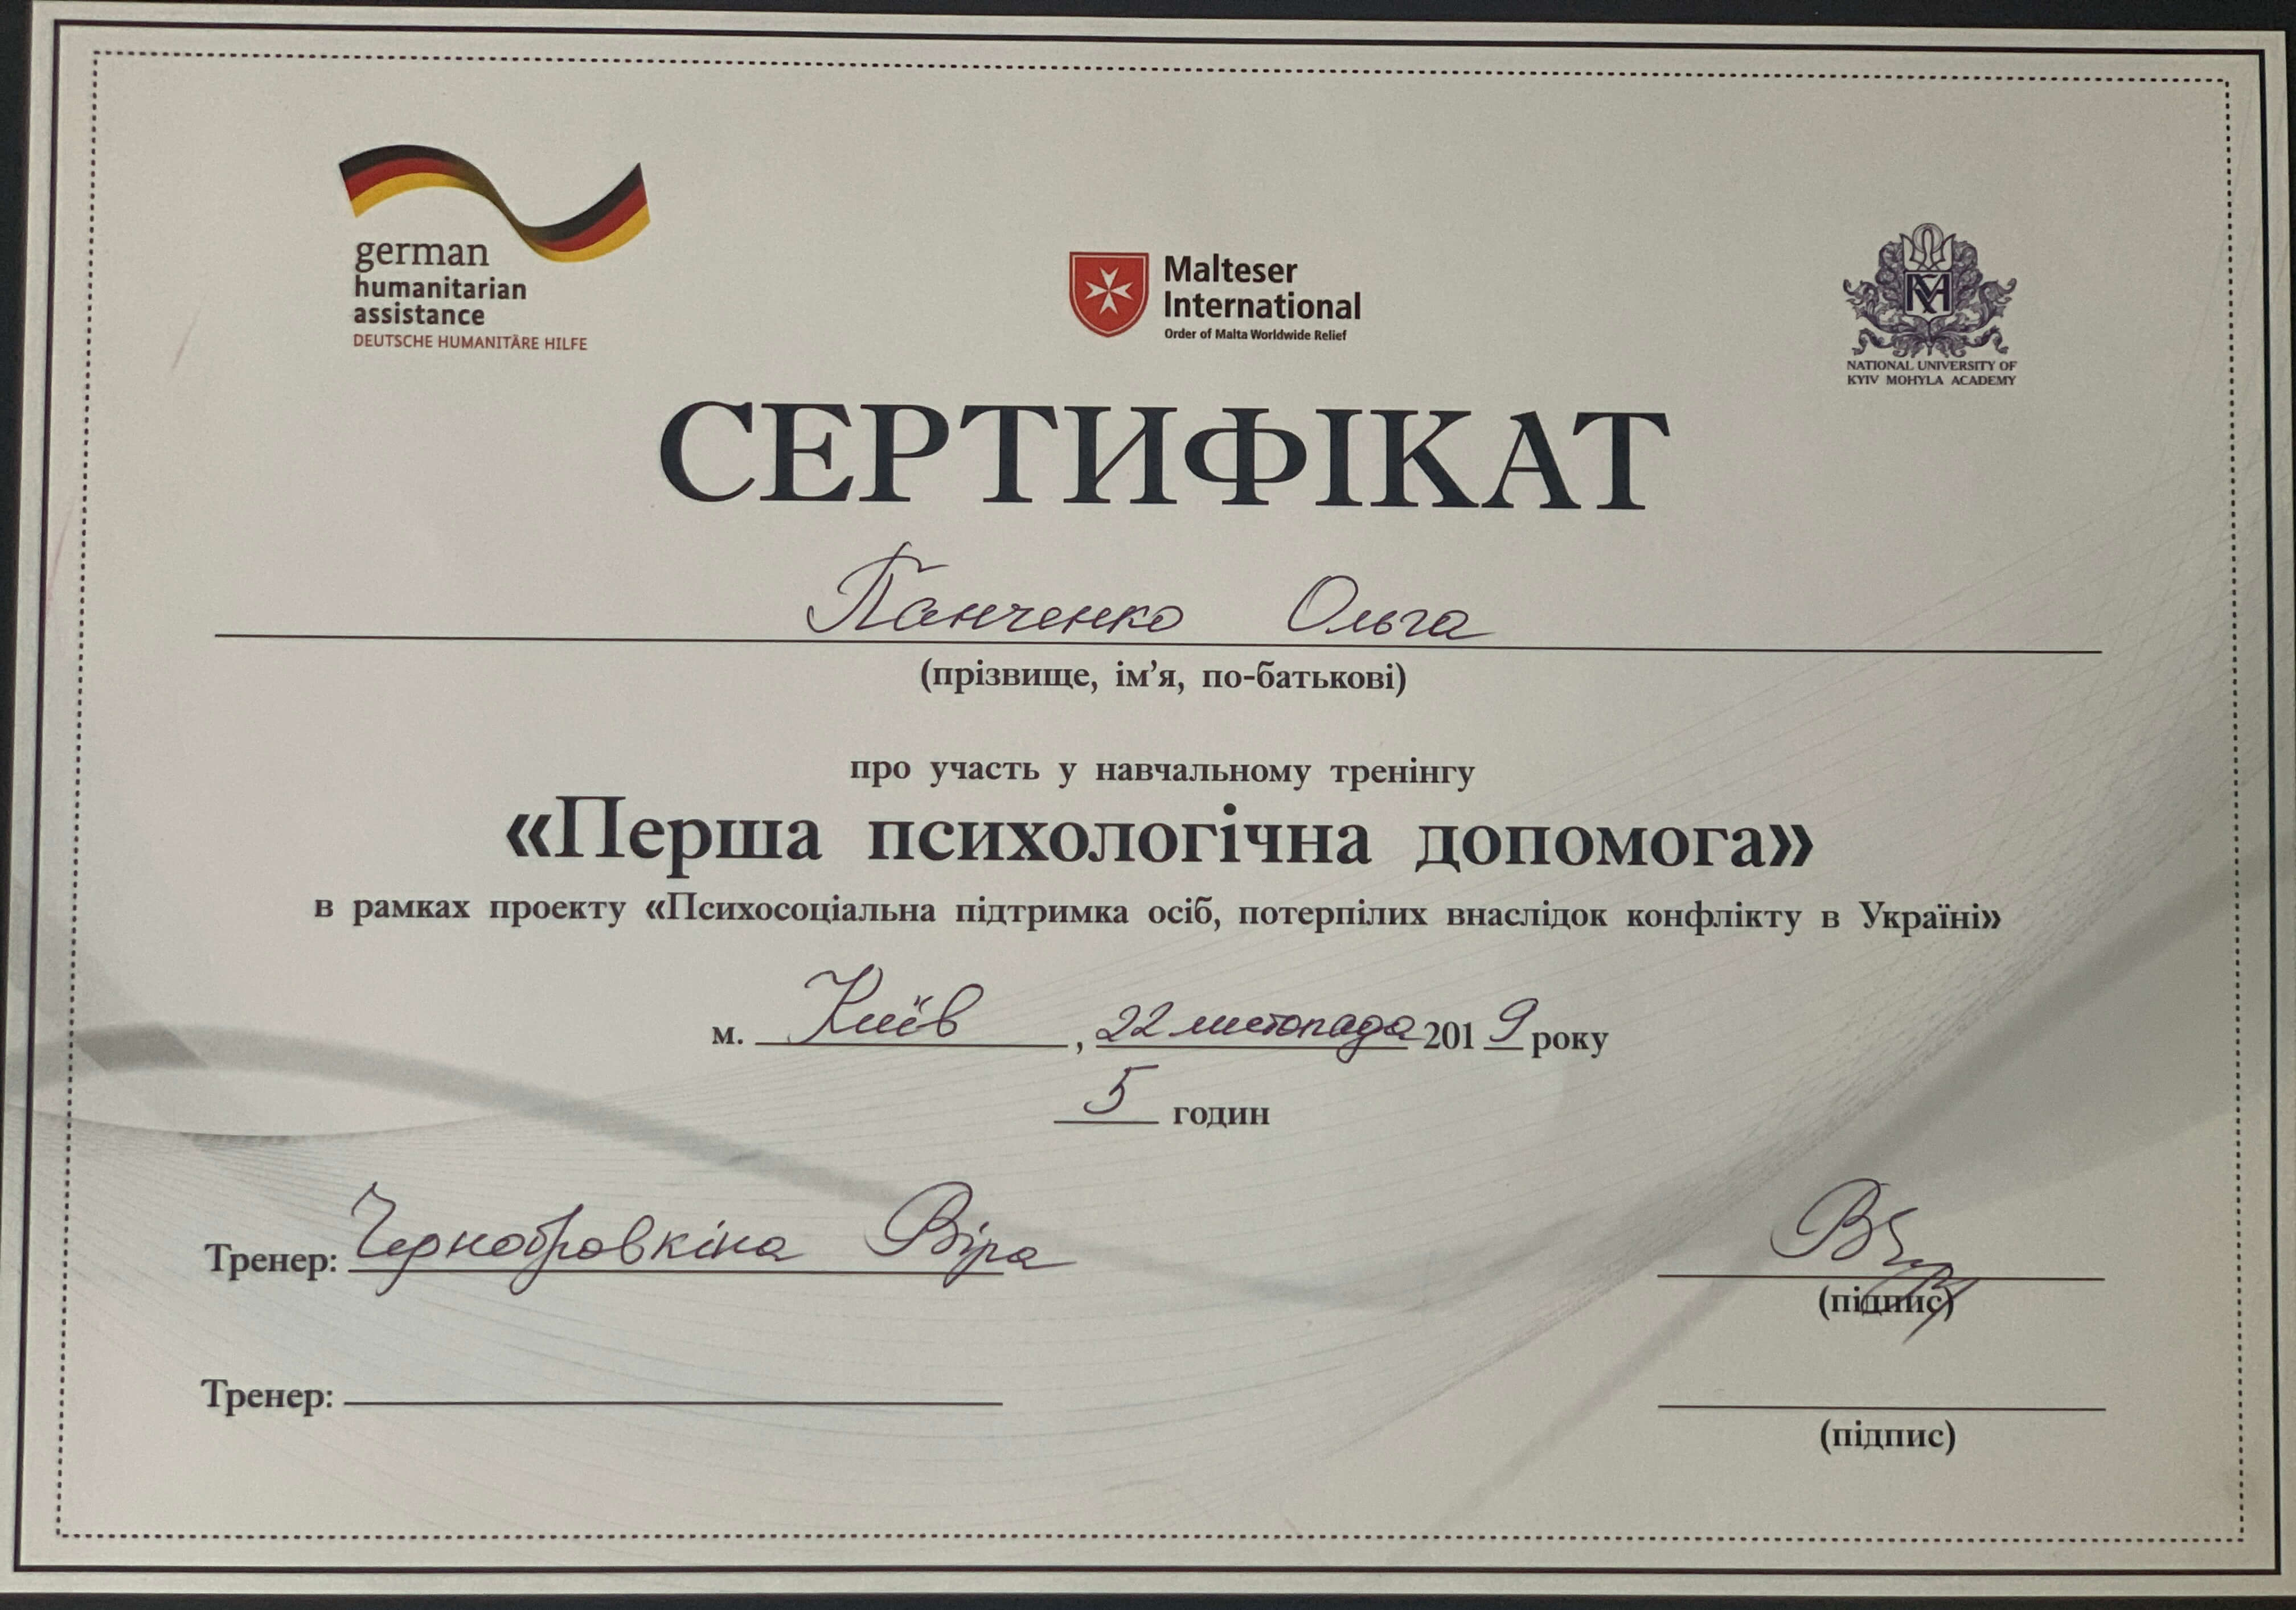 german
humanitarian
assistance
DEUTSCHE HUMANITÄRE HILFE
Malteser
International
Order of Malta Worldwide Relief
NATIONAL UNIVERSITY OF
KYIV MOHYLA ACADEMY
СЕРТИФІКАТ
Панченко Ольга
(прізвище, ім’я, по-батькові)
про участь у навчальному тренінгу
«Перша психологічна допомога»
в рамках проекту «Психосоціальна підтримка осіб, потерпілих внаслідок конфлікту в Україні»
м. Київ, 22 листопада 2019 року
5 годин
Тренер: Чернобровкіна Віра
(підпис)
Тренер:
(підпис)